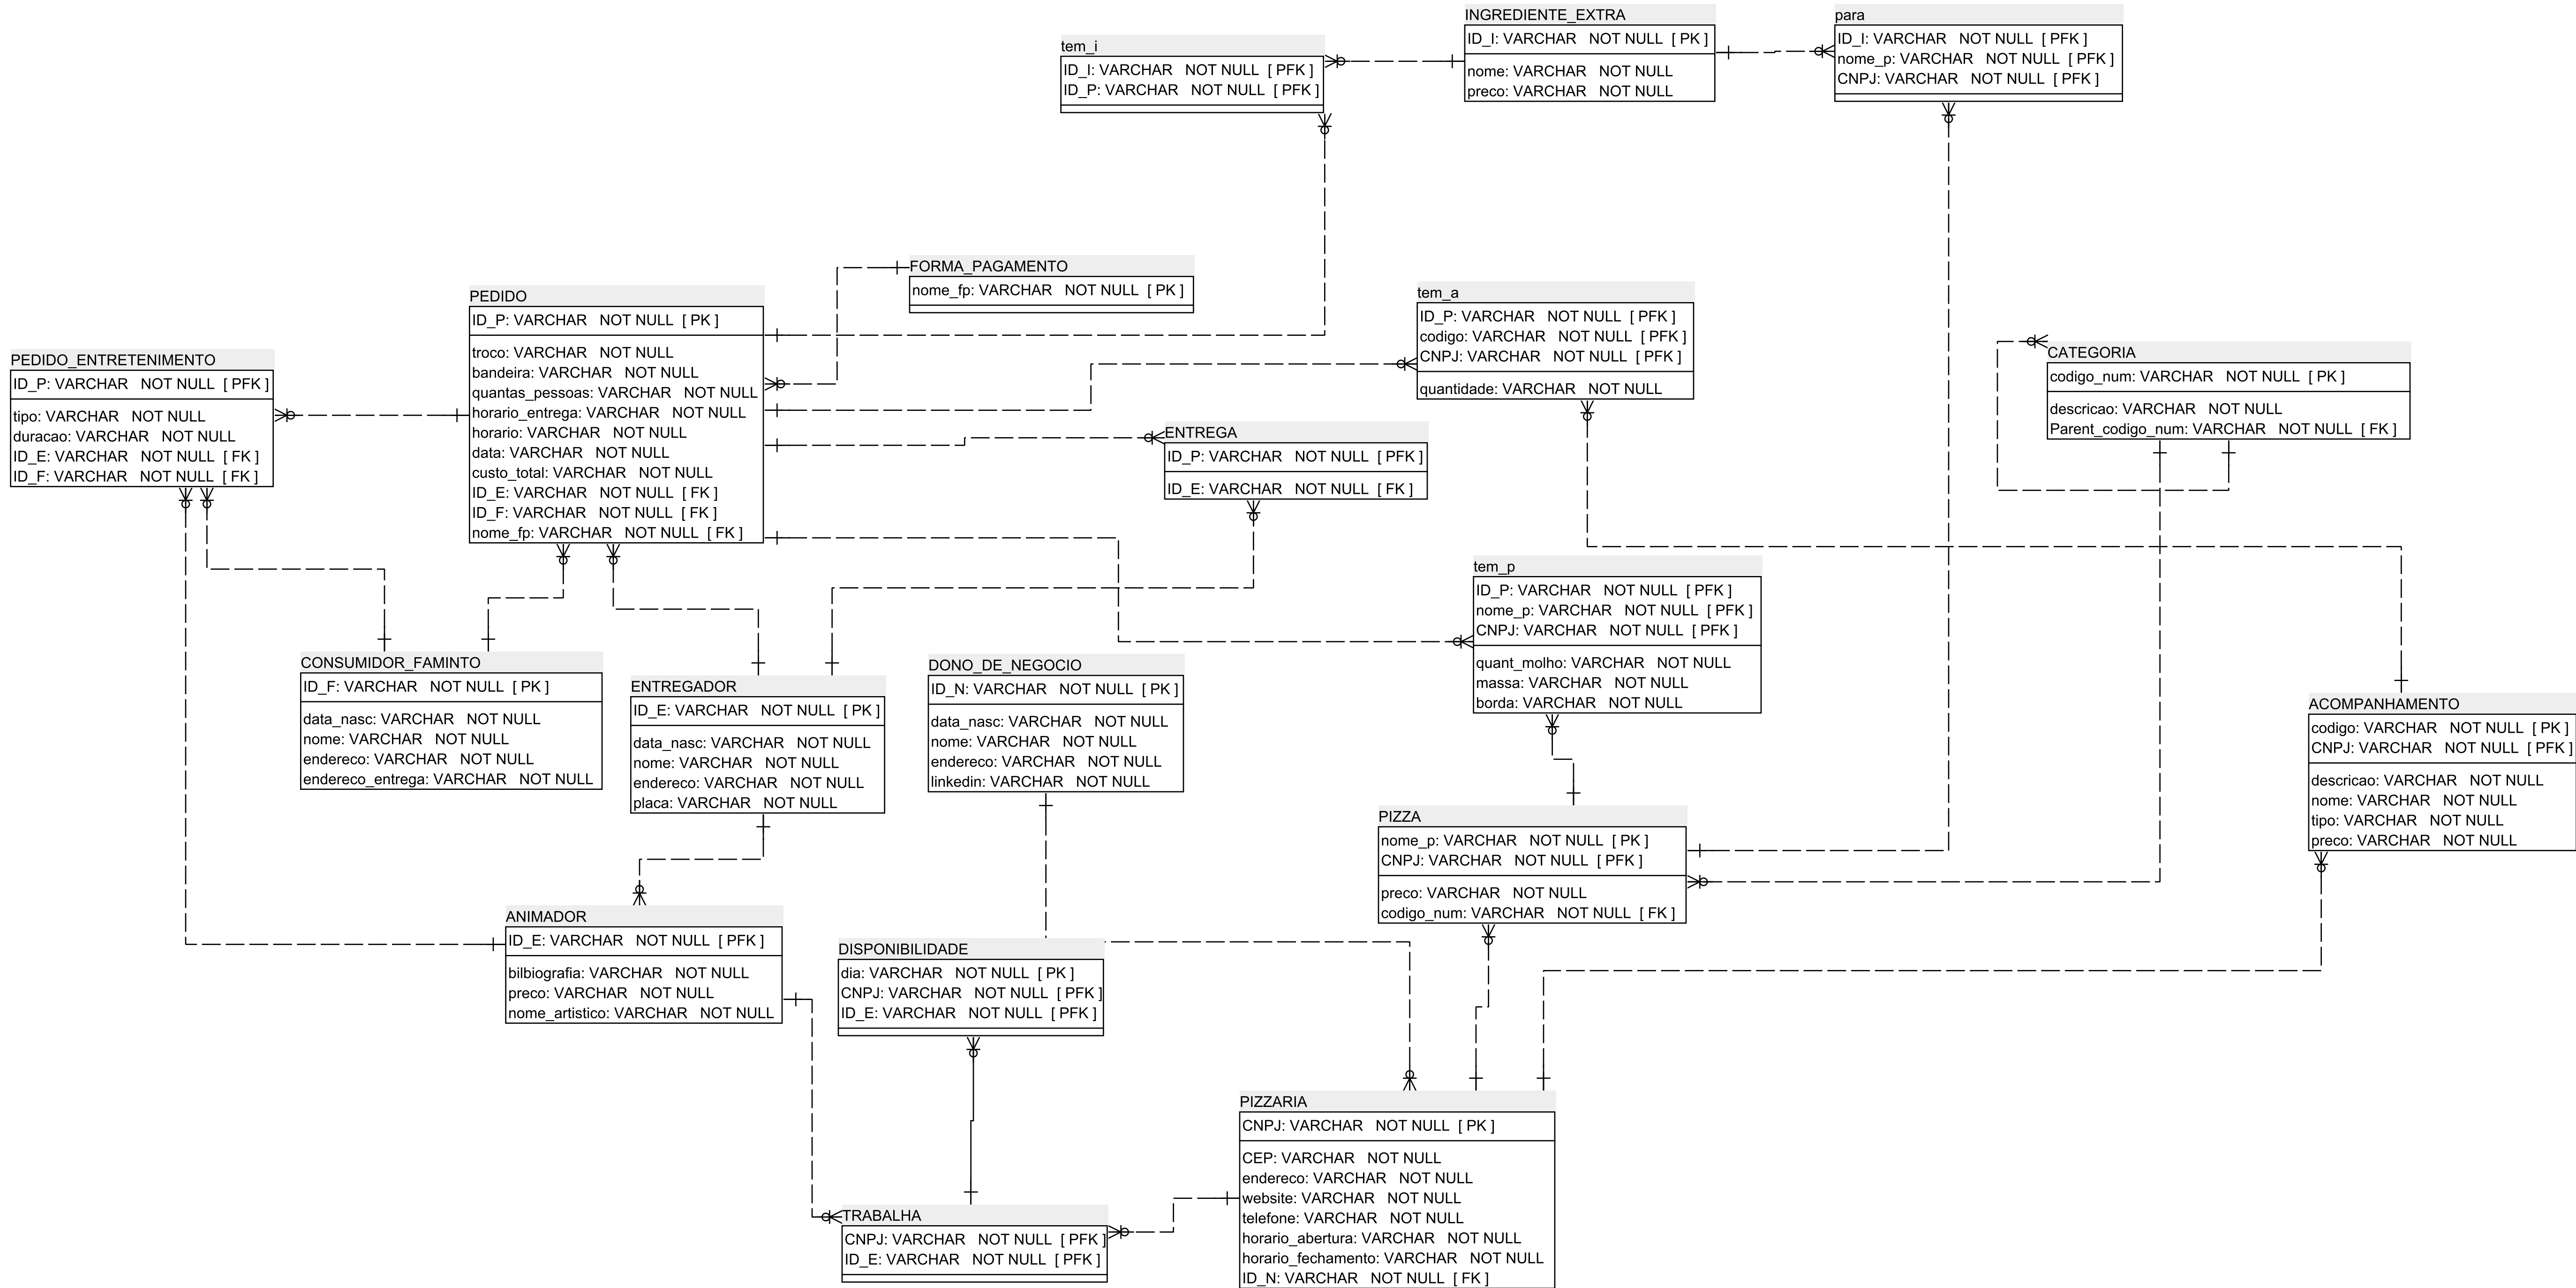 INGREDIENTE_EXTRA
ID_I: VARCHAR NOT NULL [ PK ]
nome: VARCHAR NOT NULL
preco: VARCHAR NOT NULL
para
ID_I: VARCHAR NOT NULL [ PFK ]
nome_p: VARCHAR NOT NULL [ PFK ]
CNPJ: VARCHAR NOT NULL [ PFK ]
tem_i
ID_I: VARCHAR NOT NULL [ PFK ]
ID_P: VARCHAR NOT NULL [ PFK ]
FORMA_PAGAMENTO
nome_fp: VARCHAR NOT NULL [ PK ]
PEDIDO
ID_P: VARCHAR NOT NULL [ PK ]
troco: VARCHAR NOT NULL
bandeira: VARCHAR NOT NULL
quantas_pessoas: VARCHAR NOT NULL
horario_entrega: VARCHAR NOT NULL
horario: VARCHAR NOT NULL
data: VARCHAR NOT NULL
custo_total: VARCHAR NOT NULL
ID_E: VARCHAR NOT NULL [ FK ]
ID_F: VARCHAR NOT NULL [ FK ]
nome_fp: VARCHAR NOT NULL [ FK ]
tem_a
ID_P: VARCHAR NOT NULL [ PFK ]
codigo: VARCHAR NOT NULL [ PFK ]
CNPJ: VARCHAR NOT NULL [ PFK ]
quantidade: VARCHAR NOT NULL
PEDIDO_ENTRETENIMENTO
ID_P: VARCHAR NOT NULL [ PFK ]
tipo: VARCHAR NOT NULL
duracao: VARCHAR NOT NULL
ID_E: VARCHAR NOT NULL [ FK ]
ID_F: VARCHAR NOT NULL [ FK ]
CATEGORIA
codigo_num: VARCHAR NOT NULL [ PK ]
descricao: VARCHAR NOT NULL
Parent_codigo_num: VARCHAR NOT NULL [ FK ]
ENTREGA
ID_P: VARCHAR NOT NULL [ PFK ]
ID_E: VARCHAR NOT NULL [ FK ]
tem_p
ID_P: VARCHAR NOT NULL [ PFK ]
nome_p: VARCHAR NOT NULL [ PFK ]
CNPJ: VARCHAR NOT NULL [ PFK ]
quant_molho: VARCHAR NOT NULL
massa: VARCHAR NOT NULL
borda: VARCHAR NOT NULL
CONSUMIDOR_FAMINTO
ID_F: VARCHAR NOT NULL [ PK ]
data_nasc: VARCHAR NOT NULL
nome: VARCHAR NOT NULL
endereco: VARCHAR NOT NULL
endereco_entrega: VARCHAR NOT NULL
ENTREGADOR
ID_E: VARCHAR NOT NULL [ PK ]
data_nasc: VARCHAR NOT NULL
nome: VARCHAR NOT NULL
endereco: VARCHAR NOT NULL
placa: VARCHAR NOT NULL
DONO_DE_NEGOCIO
ID_N: VARCHAR NOT NULL [ PK ]
data_nasc: VARCHAR NOT NULL
nome: VARCHAR NOT NULL
endereco: VARCHAR NOT NULL
linkedin: VARCHAR NOT NULL
ACOMPANHAMENTO
codigo: VARCHAR NOT NULL [ PK ]
CNPJ: VARCHAR NOT NULL [ PFK ]
descricao: VARCHAR NOT NULL
nome: VARCHAR NOT NULL
tipo: VARCHAR NOT NULL
preco: VARCHAR NOT NULL
PIZZA
nome_p: VARCHAR NOT NULL [ PK ]
CNPJ: VARCHAR NOT NULL [ PFK ]
preco: VARCHAR NOT NULL
codigo_num: VARCHAR NOT NULL [ FK ]
ANIMADOR
ID_E: VARCHAR NOT NULL [ PFK ]
bilbiografia: VARCHAR NOT NULL
preco: VARCHAR NOT NULL
nome_artistico: VARCHAR NOT NULL
DISPONIBILIDADE
dia: VARCHAR NOT NULL [ PK ]
CNPJ: VARCHAR NOT NULL [ PFK ]
ID_E: VARCHAR NOT NULL [ PFK ]
PIZZARIA
CNPJ: VARCHAR NOT NULL [ PK ]
CEP: VARCHAR NOT NULL
endereco: VARCHAR NOT NULL
website: VARCHAR NOT NULL
telefone: VARCHAR NOT NULL
horario_abertura: VARCHAR NOT NULL
horario_fechamento: VARCHAR NOT NULL
ID_N: VARCHAR NOT NULL [ FK ]
TRABALHA
CNPJ: VARCHAR NOT NULL [ PFK ]
ID_E: VARCHAR NOT NULL [ PFK ]